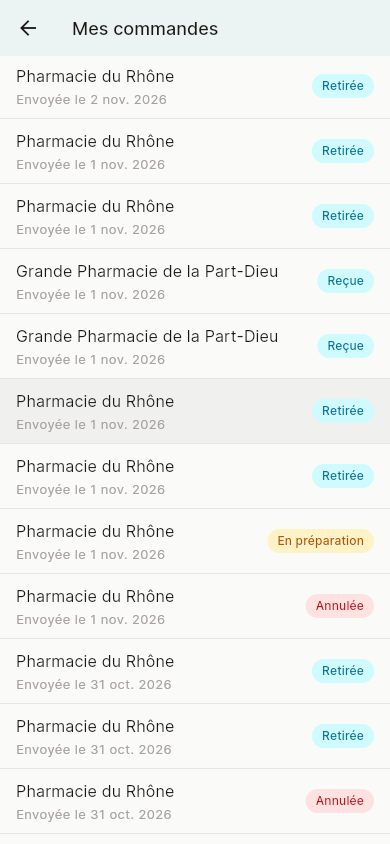 Mes commandes
Pharmacie du Rhône
Retirée
Envoyée le 2 nov. 2026
Pharmacie du Rhône
Retirée
Envoyée le 1 nov. 2026
Pharmacie du Rhône
Retirée
Envoyée le 1 nov. 2026
Grande Pharmacie de la Part-Dieu
Reçue
Envoyée le 1 nov. 2026
Grande Pharmacie de la Part-Dieu
Reçue
Envoyée le 1 nov. 2026
Pharmacie du Rhône
Retirée
Envoyée le 1 nov. 2026
Pharmacie du Rhône
Retirée
Envoyée le 1 nov. 2026
Pharmacie du Rhône
En préparation
Envoyée le 1 nov. 2026
Pharmacie du Rhône
Annulée
Envoyée le 1 nov. 2026
Pharmacie du Rhône
Retirée
Envoyée le 31 oct. 2026
Pharmacie du Rhône
Retirée
Envoyée le 31 oct. 2026
Pharmacie du Rhône
Annulée
Envoyée le 31 oct. 2026